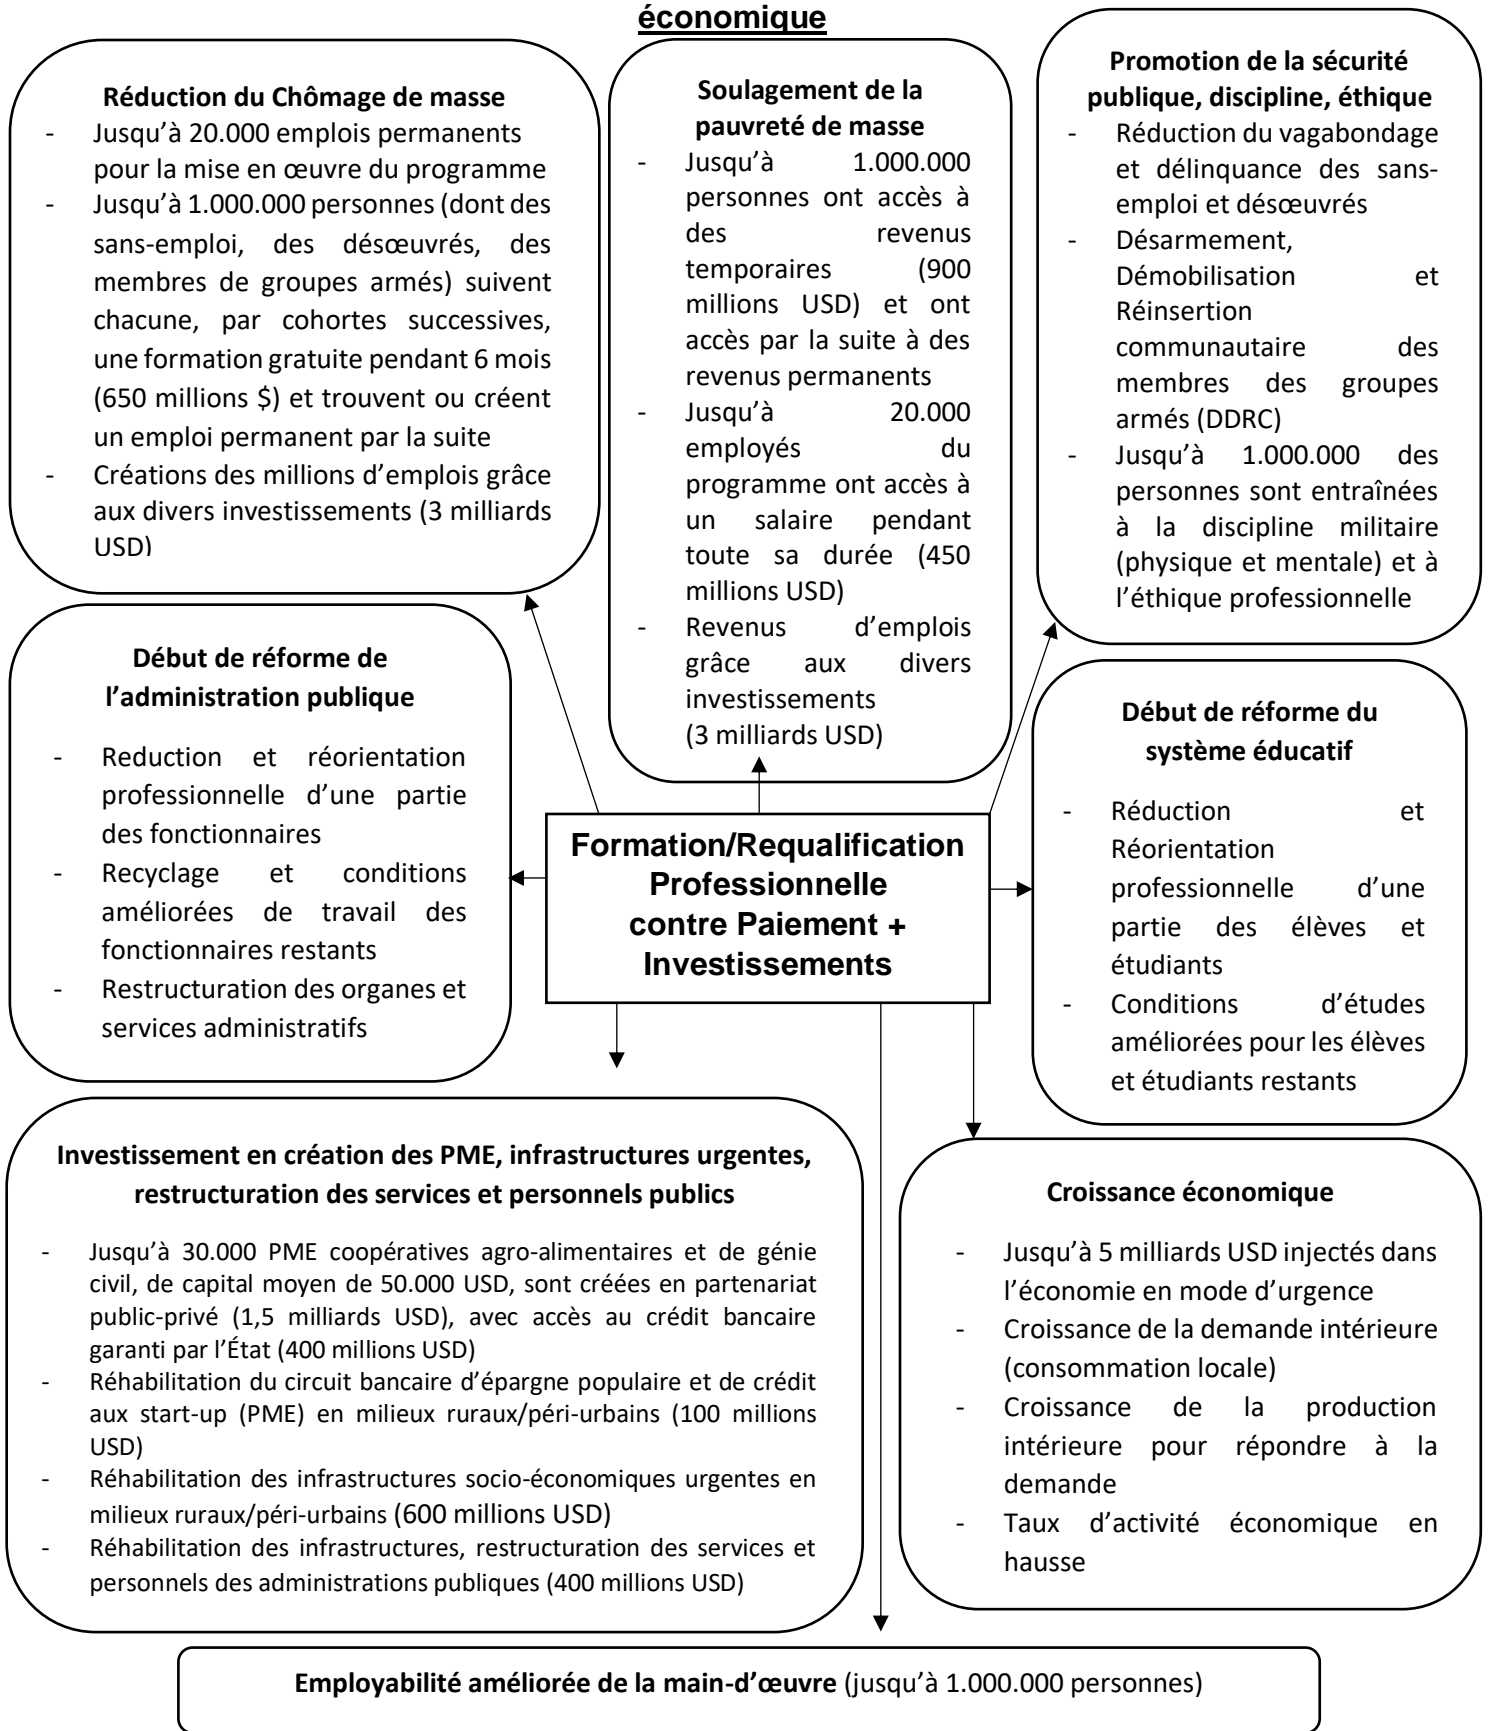 économique
Réduction du Chômage de masse
- Jusqu’à 20.000 emplois permanents
pour la mise en œuvre du programme
- Jusqu’à 1.000.000 personnes (dont des
sans-emploi, des désœuvrés, des
membres de groupes armés) suivent
chacune, par cohortes successives,
une formation gratuite pendant 6 mois
(650 millions $) et trouvent ou créent
un emploi permanent par la suite
- Créations des millions d’emplois grâce
aux divers investissements (3 milliards
USD)
Soulagement de la
pauvreté de masse
- Jusqu’à 1.000.000
personnes ont accès à
des revenus
temporaires (900
millions USD) et ont
accès par la suite à des
revenus permanents
- Jusqu’à 20.000
employés du
programme ont accès à
un salaire pendant
toute sa durée (450
millions USD)
- Revenus d’emplois
grâce aux divers
investissements
(3 milliards USD)
Promotion de la sécurité
publique, discipline, éthique
- Réduction du vagabondage
et délinquance des sans-
emploi et désœuvrés
- Désarmement,
Démobilisation et
Réinsertion
communautaire des
membres des groupes
armés (DDRC)
- Jusqu’à 1.000.000 des
personnes sont entraînées
à la discipline militaire
(physique et mentale) et à
l’éthique professionnelle
Début de réforme de
l’administration publique
- Reduction et réorientation
professionnelle d’une partie
des fonctionnaires
- Recyclage et conditions
améliorées de travail des
fonctionnaires restants
- Restructuration des organes et
services administratifs
Formation/Requalification
Professionnelle
contre Paiement +
Investissements
Début de réforme du
système éducatif
- Réduction et
Réorientation
professionnelle d’une
partie des élèves et
étudiants
- Conditions d’études
améliorées pour les élèves
et étudiants restants
Investissement en création des PME, infrastructures urgentes,
restructuration des services et personnels publics
- Jusqu’à 30.000 PME coopératives agro-alimentaires et de génie
civil, de capital moyen de 50.000 USD, sont créées en partenariat
public-privé (1,5 milliards USD), avec accès au crédit bancaire
garanti par l’État (400 millions USD)
- Réhabilitation du circuit bancaire d’épargne populaire et de crédit
aux start-up (PME) en milieux ruraux/péri-urbains (100 millions
USD)
- Réhabilitation des infrastructures socio-économiques urgentes en
milieux ruraux/péri-urbains (600 millions USD)
- Réhabilitation des infrastructures, restructuration des services et
personnels des administrations publiques (400 millions USD)
Croissance économique
- Jusqu’à 5 milliards USD injectés dans
l’économie en mode d’urgence
- Croissance de la demande intérieure
(consommation locale)
- Croissance de la production
intérieure pour répondre à la
demande
- Taux d’activité économique en
hausse
Employabilité améliorée de la main-d’œuvre (jusqu’à 1.000.000 personnes)